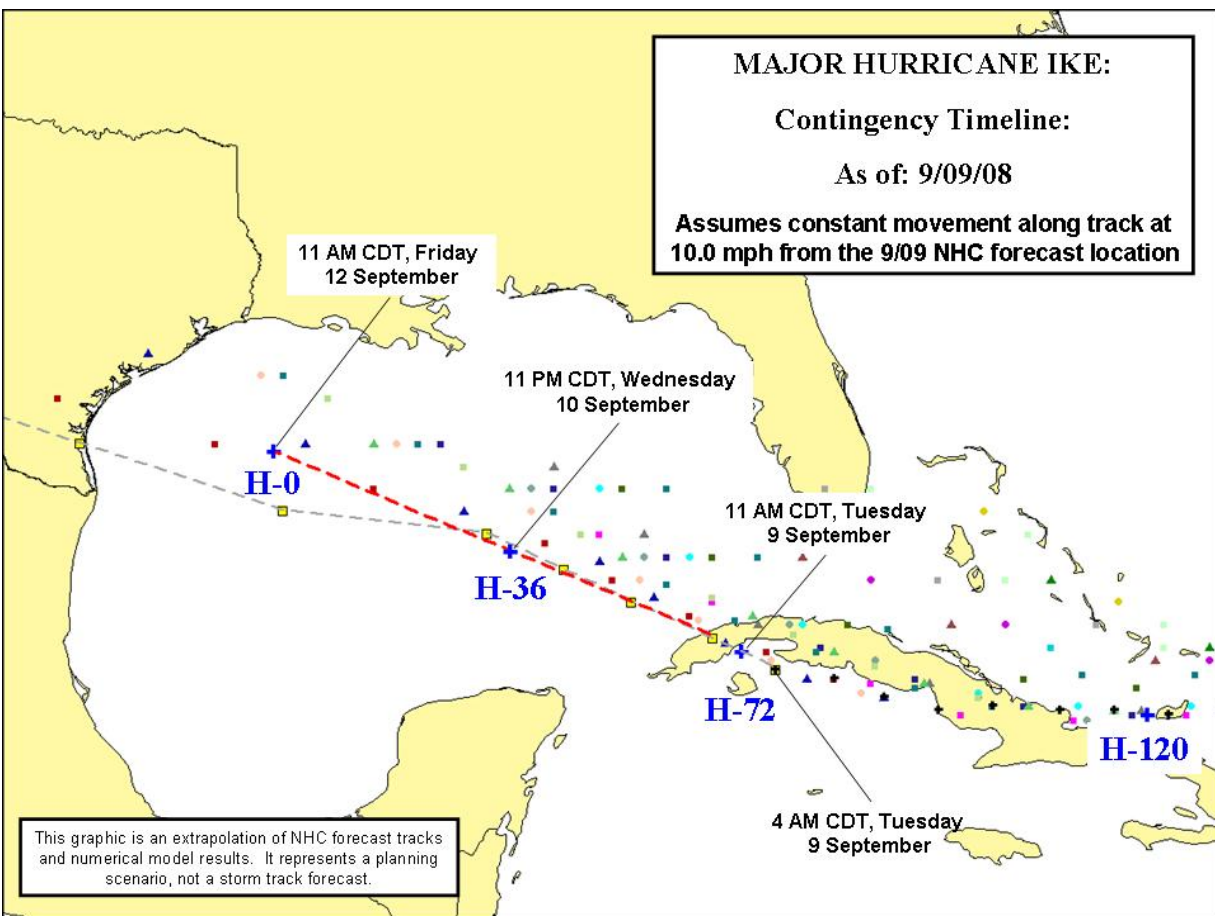 MAJOR HURRICANE IKE:
Contingency Timeline:
As of: 9/09/08
Assumes constant movement along track at
10.0 mph from the 9/09 NHC forecast location
11 AM CDT, Friday
12 September
11 PM CDT, Wednesday
10 September
H-0
11 AM CDT, Tuesday
9 September
H-36
H-72
H-120
4 AM CDT, Tuesday
9 September
This graphic is an extrapolation of NHC forecast tracks
and numerical model results. It represents a planning
scenario, not a storm track forecast.